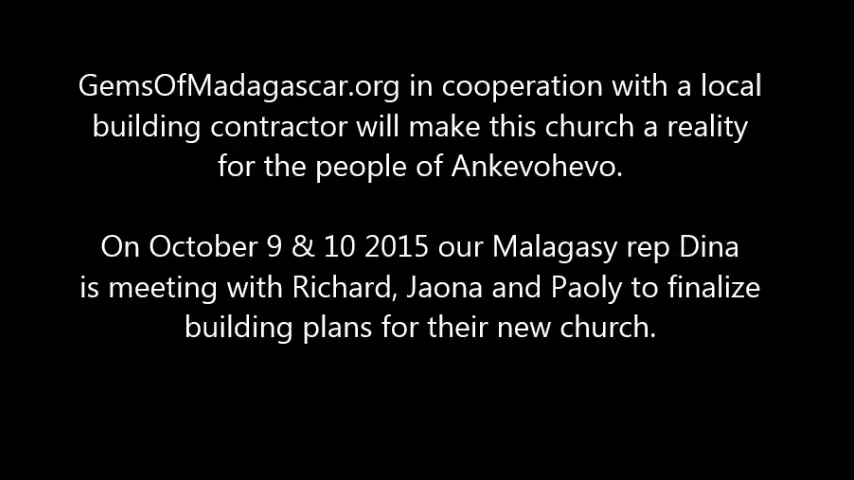 GemsOfMadagascar.org in cooperation with a local
building contractor will make this church a reality
for the people of Ankevohevo.
On October 9 & 10 2015 our Malagasy rep Dina
is meeting with Richard, Jaona and Paoly to finalize
building plans for their new church.